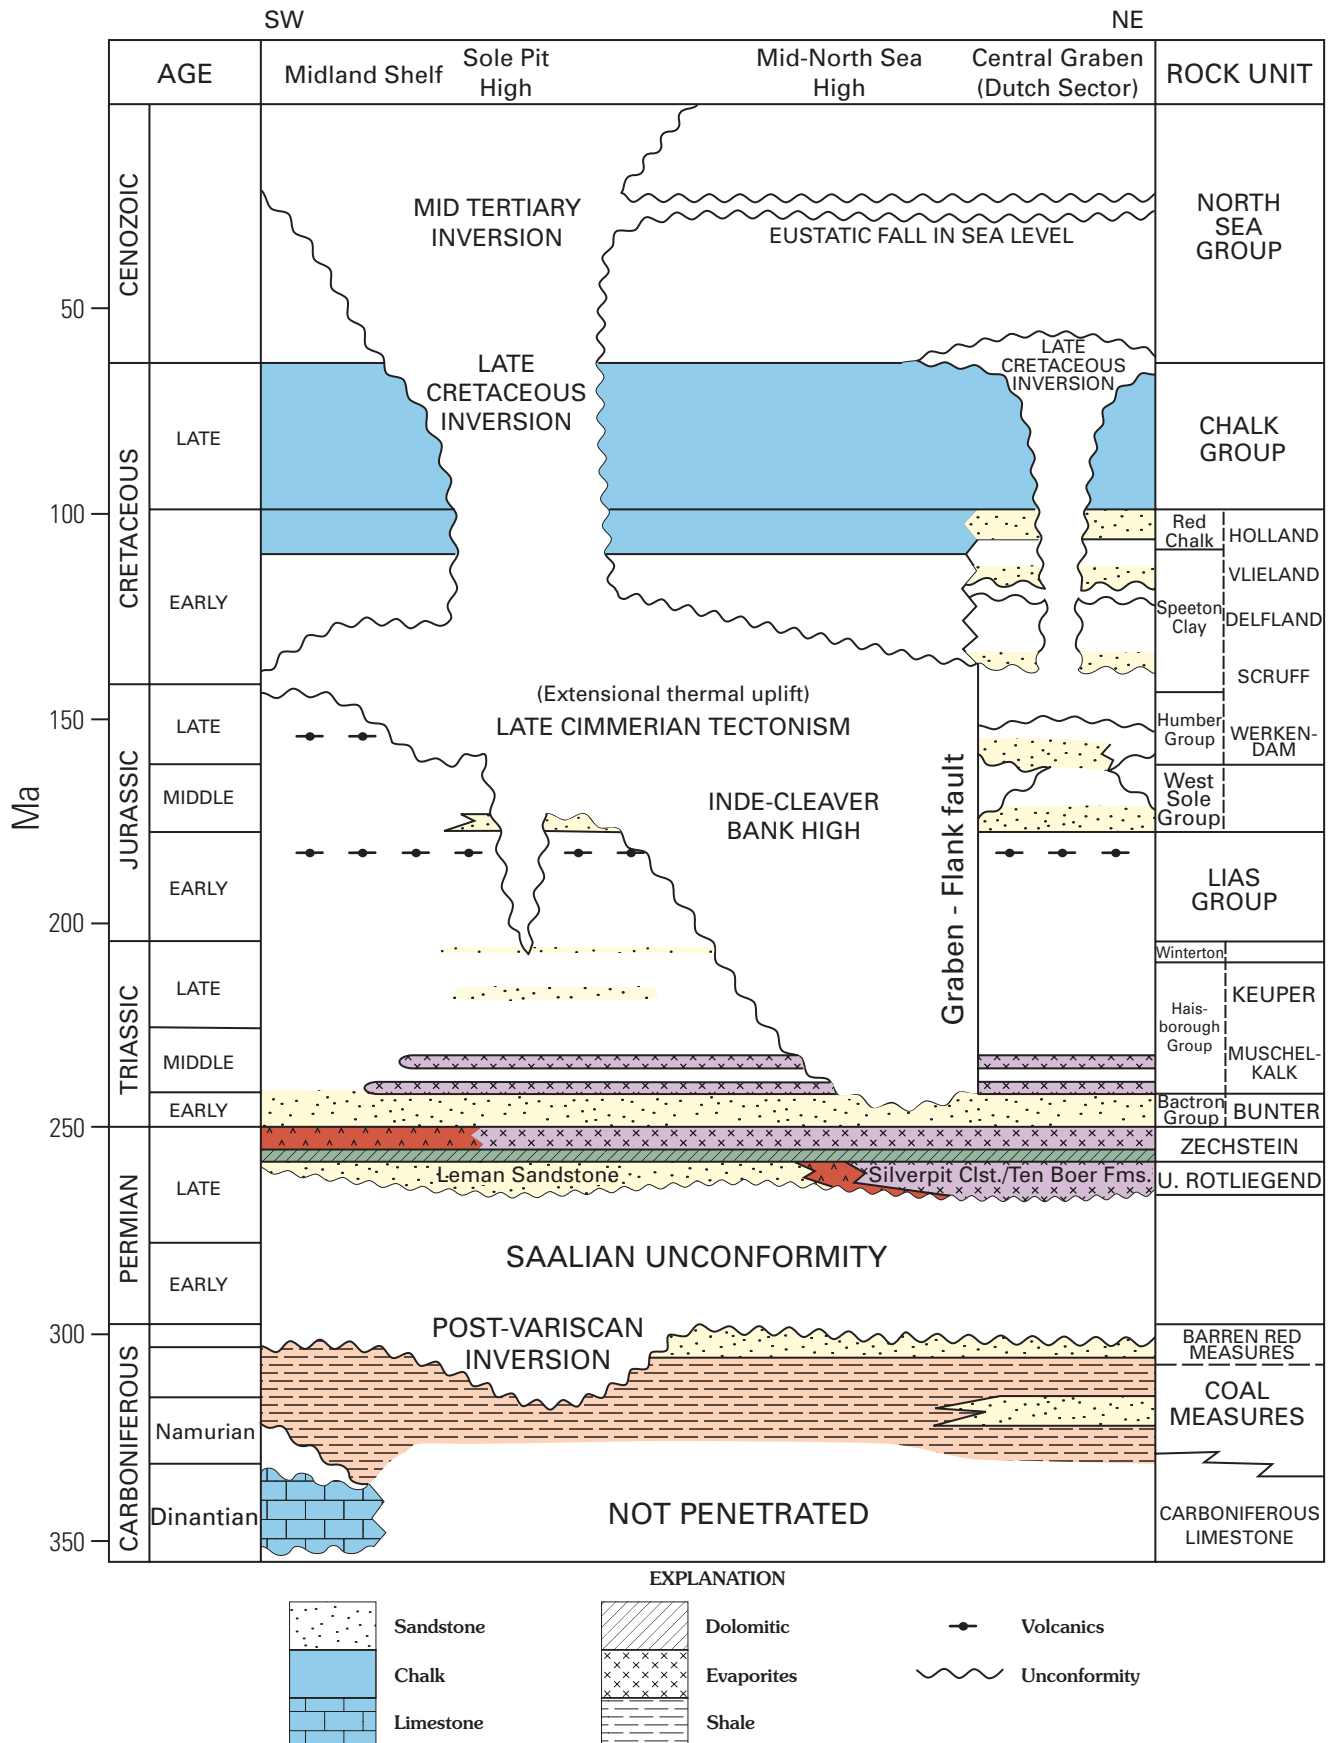 SW
NE
AGE
Midland Shelf
Sole Pit
High
Mid-North Sea
High
Central Graben
(Dutch Sector)
ROCK UNIT
Ma
50
100
150
200
250
300
350
CENOZOIC
CRETACEOUS
JURASSIC
TRIASSIC
PERMIAN
CARBONIFEROUS
LATE
EARLY
LATE
MIDDLE
EARLY
LATE
MIDDLE
EARLY
LATE
EARLY
Namurian
Dinantian
MID TERTIARY
INVERSION
EUSTATIC FALL IN SEA LEVEL
LATE
CRETACEOUS
INVERSION
LATE
CRETACEOUS
INVERSION
(Extensional thermal uplift)
LATE CIMMERIAN TECTONISM
INDE-CLEAVER
BANK HIGH
Graben - Flank fault
Leman Sandstone
Silverpit Clst./Ten Boer Fms.
SAALIAN UNCONFORMITY
POST-VARISCAN
INVERSION
NOT PENETRATED
NORTH
SEA
GROUP
CHALK
GROUP
Red
Chalk
HOLLAND
VLIELAND
Speeton
Clay
DELFLAND
SCRUFF
Humber
Group
WERKEN-
DAM
West
Sole
Group
LIAS
GROUP
Winterton
KEUPER
Hais-
borough
Group
MUSCHEL-
KALK
Bactron
Group
BUNTER
ZECHSTEIN
U. ROTLIEGEND
BARREN RED
MEASURES
COAL
MEASURES
CARBONIFEROUS
LIMESTONE
EXPLANATION
Sandstone
Chalk
Limestone
Dolomitic
Evaporites
Shale
Volcanics
Unconformity